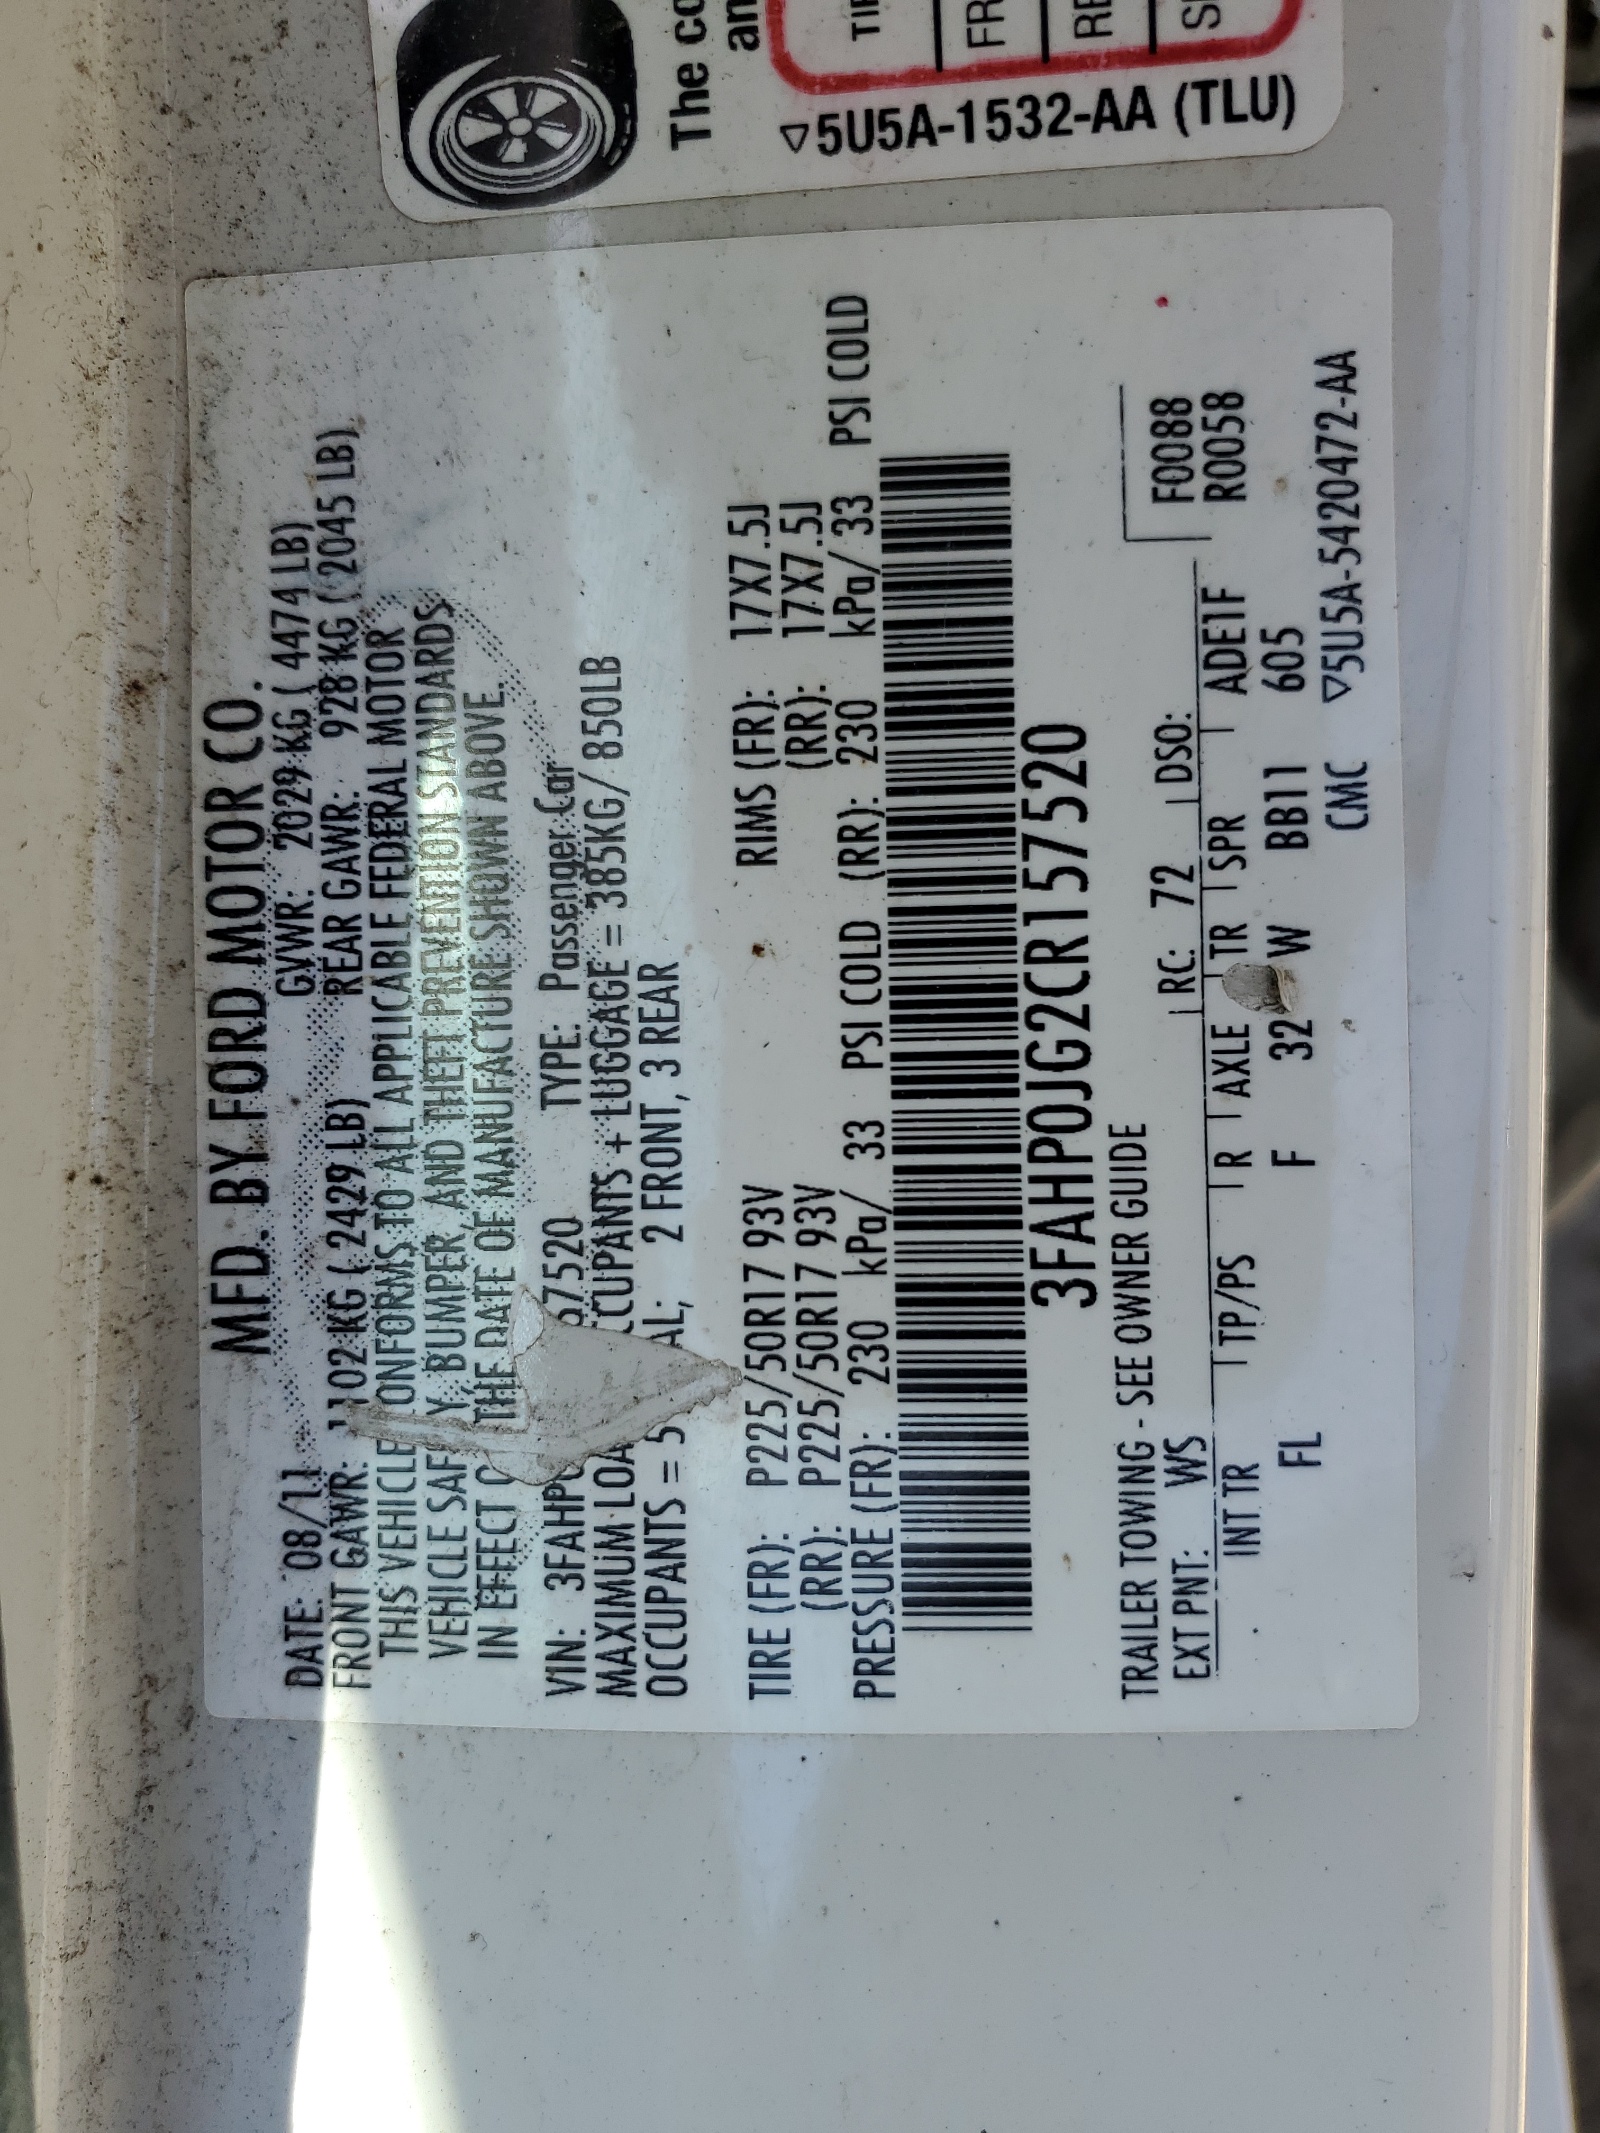 MFD. BY FORD MOTOR CO.
DATE: 08/11 GVWR: 2029 KG ( 4474 LB)
FRONT GAWR: 1102 KG ( 2429 LB) REAR GAWR: 928 KG ( 2045 LB)
THIS VEHICLE CONFORMS TO ALL APPLICABLE FEDERAL MOTOR
VEHICLE SAF Y, BUMPER, AND THEFT PREVENTION STANDARDS
IN EFFECT O THE DATE OF MANUFACTURE SHOWN ABOVE.
VIN: 3FAHP0 57520 TYPE: Passenger Car
MAXIMUM LOA CCUPANTS + LUGGAGE = 385KG/ 850LB
OCCUPANTS = 5 AL; 2 FRONT, 3 REAR
TIRE (FR): P225/50R17 93V RIMS (FR): 17X7.5J
(RR): P225/50R17 93V (RR): 17X7.5J
PRESSURE (FR): 230 kPa/ 33 PSI COLD (RR): 230 kPa/ 33 PSI COLD
3FAHP0JG2CR157520
TRAILER TOWING - SEE OWNER GUIDE
EXT PNT: WS RC: 72 DSO: F0088
INT TR TP/PS R AXLE TR SPR ADE1F R0058
FL F 32 W BB11 605
CMC ▽5U5A-5420472-AA
The co
an
TIR
FR
RE
SP
▽5U5A-1532-AA (TLU)